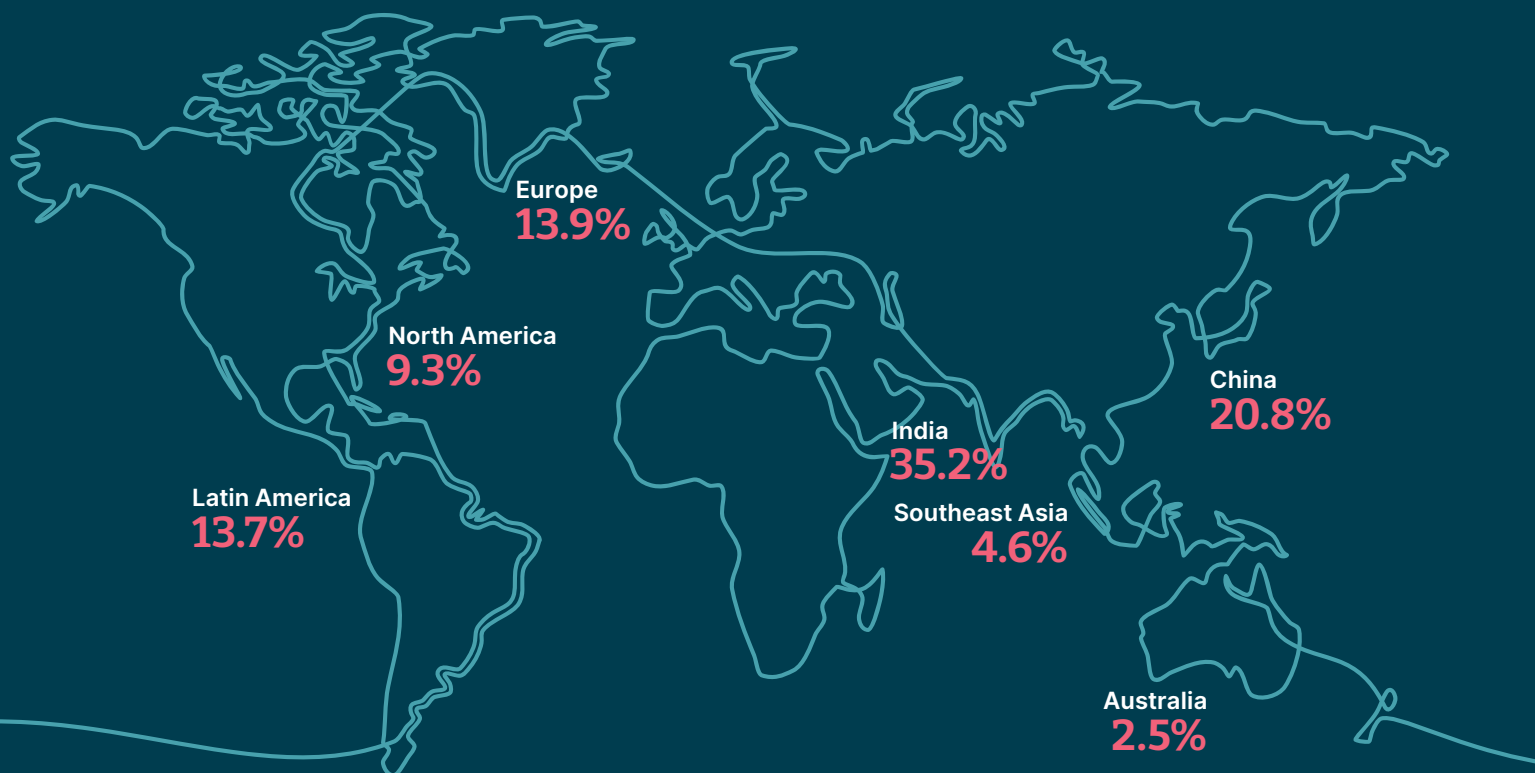 Europe
13.9%
North America
9.3%
China
20.8%
India
35.2%
Latin America
13.7%
Southeast Asia
4.6%
Australia
2.5%